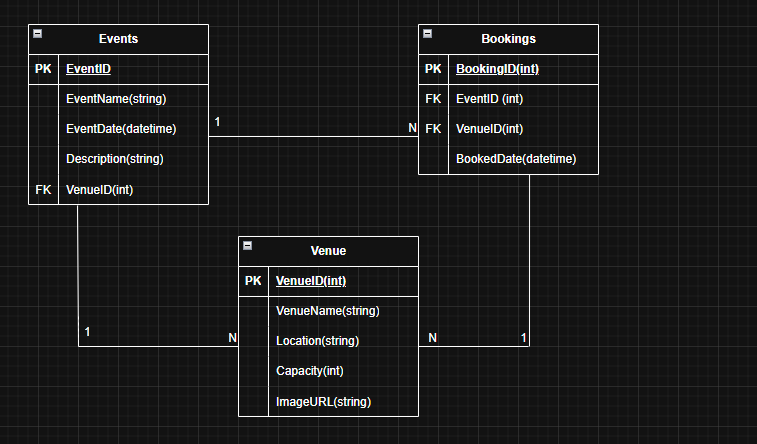 Events
PK EventID
EventName(string)
EventDate(datetime)
Description(string)
FK VenueID(int)
Bookings
PK BookingID(int)
FK EventID (int)
FK VenueID(int)
BookedDate(datetime)
1
N
Venue
PK VenueID(int)
VenueName(string)
Location(string)
Capacity(int)
ImageURL(string)
1
N
N
1